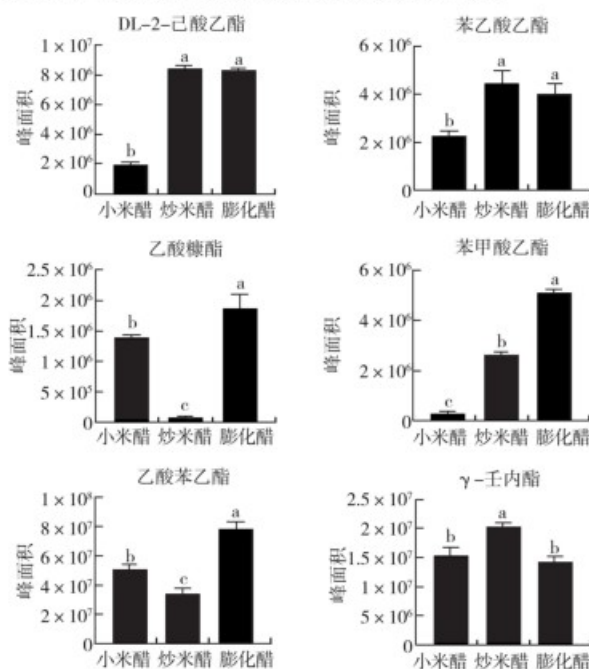 DL-2-己酸乙酯
峰面积
1 × 10⁷
8 × 10⁶
6 × 10⁶
4 × 10⁶
2 × 10⁶
0
b
a
a
小米醋 炒米醋 膨化醋
苯乙酸乙酯
峰面积
6 × 10⁶
4 × 10⁶
2 × 10⁶
0
b
a
a
小米醋 炒米醋 膨化醋
乙酸糠酯
峰面积
2.5 × 10⁶
2 × 10⁶
1.5 × 10⁶
1 × 10⁶
5 × 10⁵
0
b
c
a
小米醋 炒米醋 膨化醋
苯甲酸乙酯
峰面积
6 × 10⁶
4 × 10⁶
2 × 10⁶
0
c
b
a
小米醋 炒米醋 膨化醋
乙酸苯乙酯
峰面积
1 × 10⁸
8 × 10⁷
6 × 10⁷
4 × 10⁷
2 × 10⁷
0
b
c
a
小米醋 炒米醋 膨化醋
γ-壬内酯
峰面积
2.5 × 10⁷
2 × 10⁷
1.5 × 10⁷
1 × 10⁷
5 × 10⁶
0
b
a
b
小米醋 炒米醋 膨化醋